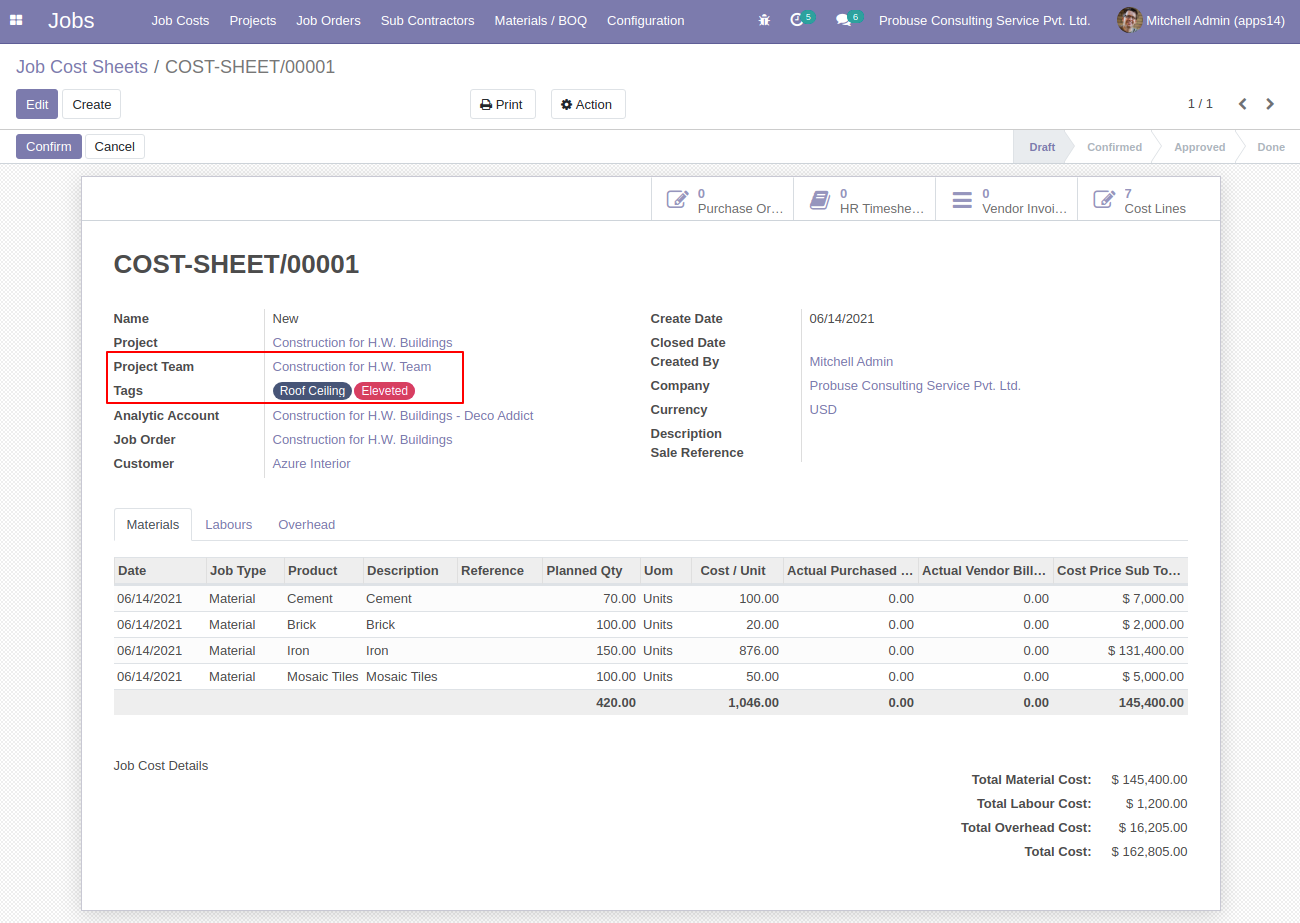 Jobs Job Costs Projects Job Orders Sub Contractors Materials / BOQ Configuration 5 6 Probuse Consulting Service Pvt. Ltd. Mitchell Admin (apps14)
Job Cost Sheets / COST-SHEET/00001
Edit Create Print Action 1 / 1
Confirm Cancel Draft Confirmed Approved Done
0 Purchase Or… 0 HR Timeshe… 0 Vendor Invoi… 7 Cost Lines
COST-SHEET/00001
Name New
Project Construction for H.W. Buildings
Project Team Construction for H.W. Team
Tags Roof Ceiling Eleveted
Analytic Account Construction for H.W. Buildings - Deco Addict
Job Order Construction for H.W. Buildings
Customer Azure Interior
Create Date 06/14/2021
Closed Date
Created By Mitchell Admin
Company Probuse Consulting Service Pvt. Ltd.
Currency USD
Description
Sale Reference
Materials Labours Overhead
Date Job Type Product Description Reference Planned Qty Uom Cost / Unit Actual Purchased … Actual Vendor Bill… Cost Price Sub To…
06/14/2021 Material Cement Cement 70.00 Units 100.00 0.00 0.00 $ 7,000.00
06/14/2021 Material Brick Brick 100.00 Units 20.00 0.00 0.00 $ 2,000.00
06/14/2021 Material Iron Iron 150.00 Units 876.00 0.00 0.00 $ 131,400.00
06/14/2021 Material Mosaic Tiles Mosaic Tiles 100.00 Units 50.00 0.00 0.00 $ 5,000.00
420.00 1,046.00 0.00 0.00 145,400.00
Job Cost Details
Total Material Cost: $ 145,400.00
Total Labour Cost: $ 1,200.00
Total Overhead Cost: $ 16,205.00
Total Cost: $ 162,805.00